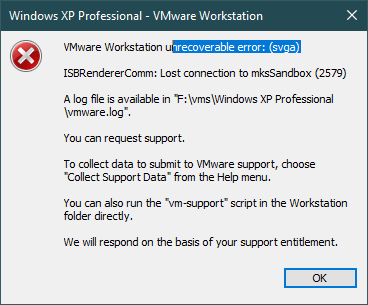 Windows XP Professional - VMware Workstation
VMware Workstation unrecoverable error: (svga)
ISBRendererComm: Lost connection to mksSandbox (2579)
A log file is available in "F:\vms\Windows XP Professional
\vmware.log".
You can request support.
To collect data to submit to VMware support, choose
"Collect Support Data" from the Help menu.
You can also run the "vm-support" script in the Workstation
folder directly.
We will respond on the basis of your support entitlement.
OK